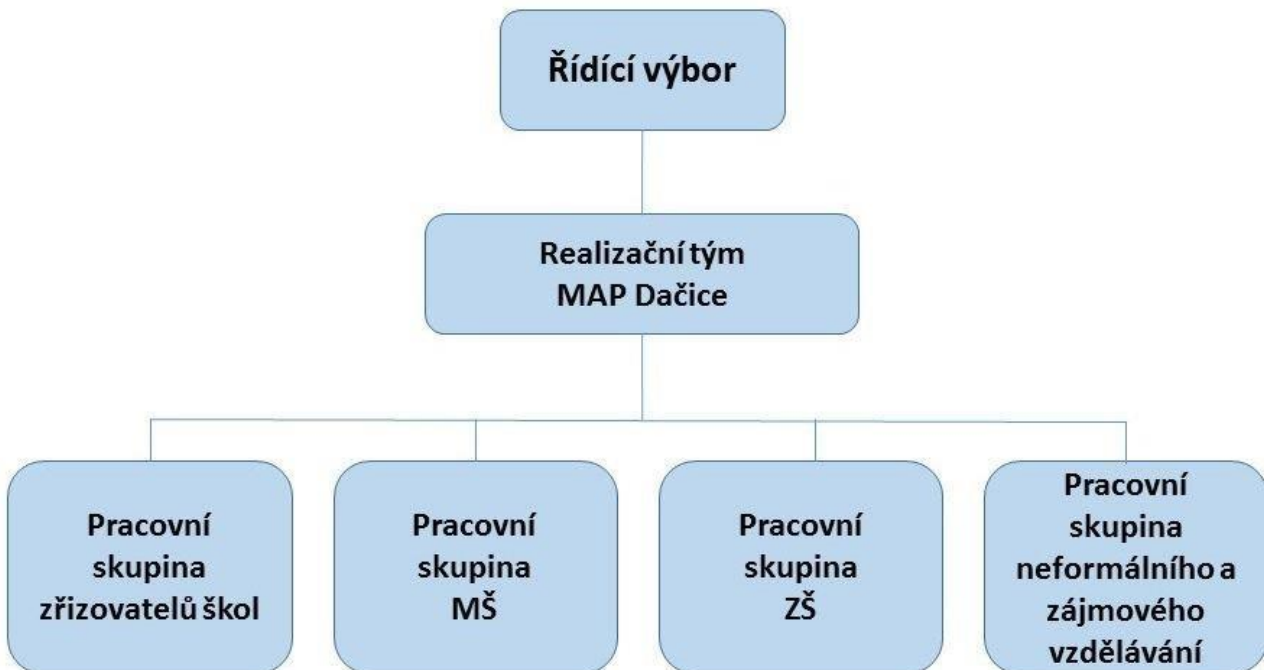 Řídící výbor
Realizační tým
MAP Dačice
Pracovní
skupina
zřizovatelů škol
Pracovní
skupina
MŠ
Pracovní
skupina
ZŠ
Pracovní
skupina
neformálního a
zájmového
vzdělávání